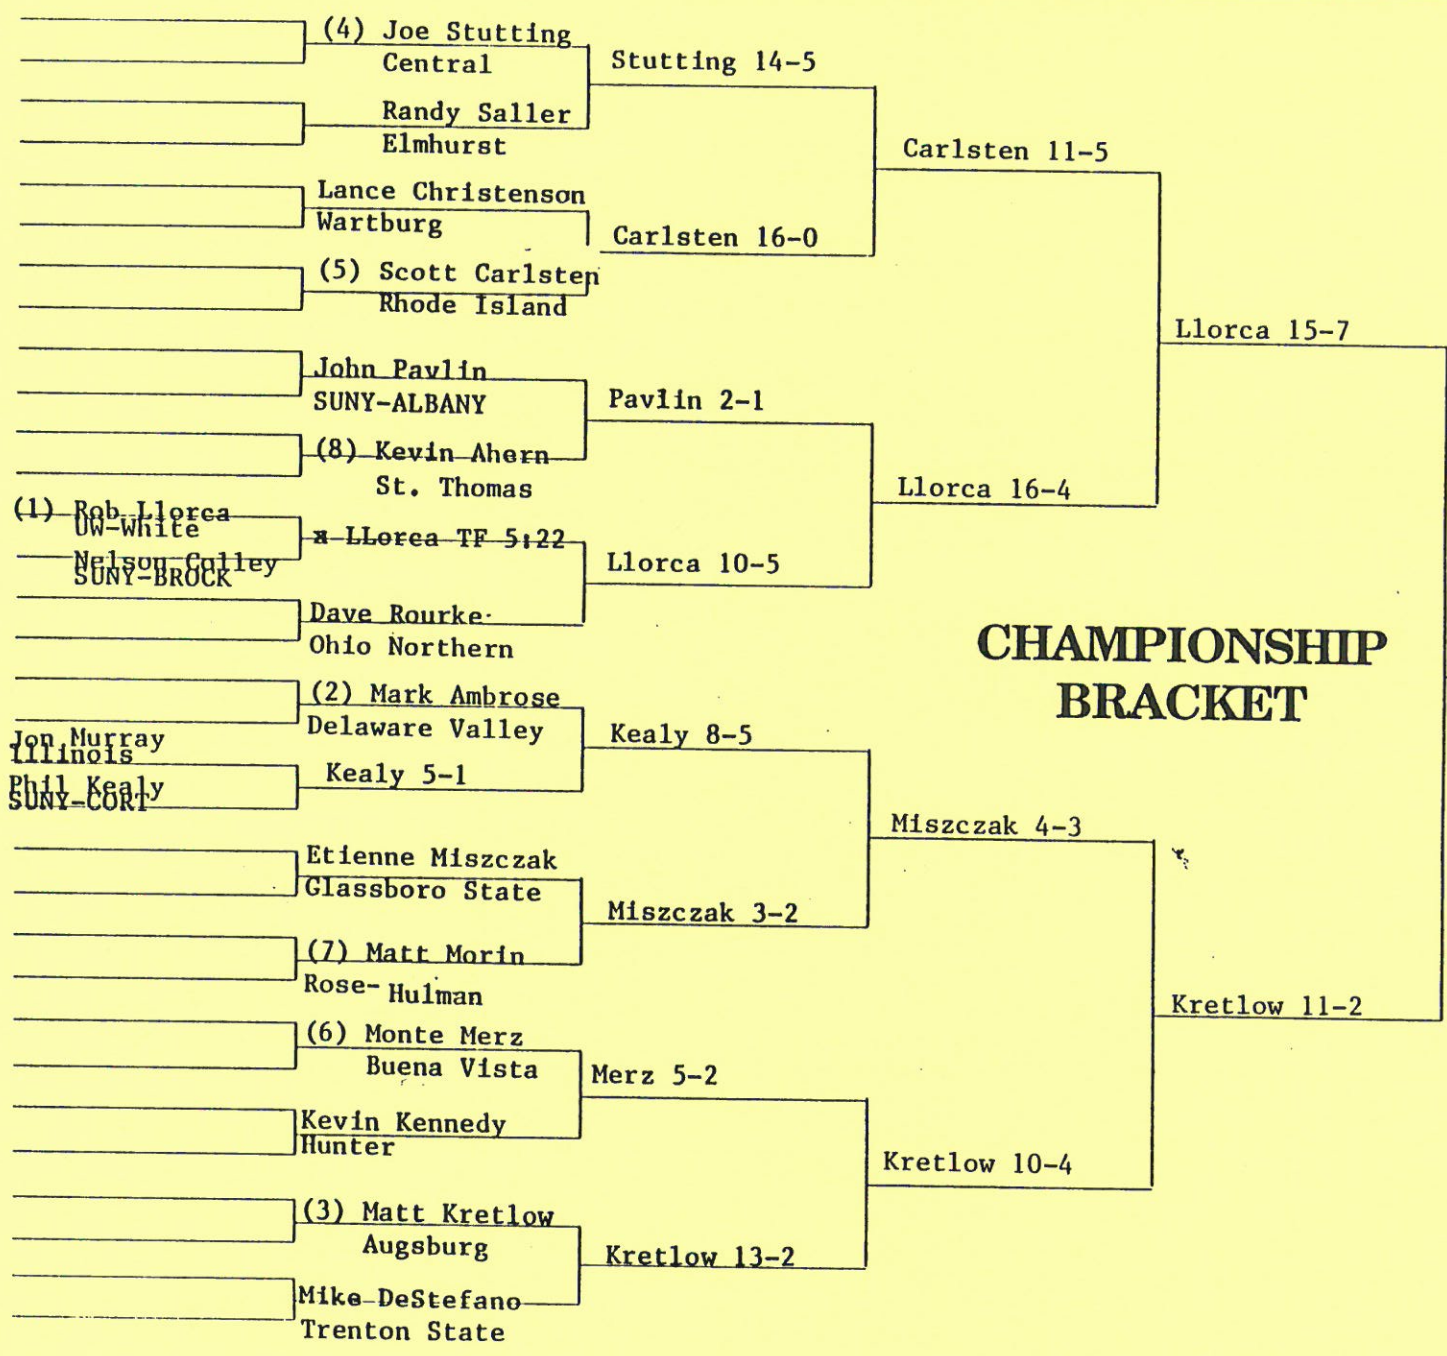 (4) Joe Stutting
Central
Randy Saller
Elmhurst
Lance Christenson
Wartburg
(5) Scott Carlsten
Rhode Island
John Pavlin
SUNY-ALBANY
(8) Kevin Ahern
St. Thomas
(1) Rob Llorca
UW-White
Nelson Culley
SUNY-BROCK
x LLorca TF 5:22
Dave Rourke
Ohio Northern
(2) Mark Ambrose
Delaware Valley
Jon Murray
Illinois
Phil Kealy
SUNY-CORT
Kealy 5-1
Etienne Miszczak
Glassboro State
(7) Matt Morin
Rose-Hulman
(6) Monte Merz
Buena Vista
Kevin Kennedy
Hunter
(3) Matt Kretlow
Augsburg
Mike DeStefano
Trenton State
Stutting 14-5
Carlsten 16-0
Pavlin 2-1
Llorca 10-5
Kealy 8-5
Miszczak 3-2
Merz 5-2
Kretlow 13-2
Carlsten 11-5
Llorca 16-4
Miszczak 4-3
Kretlow 10-4
Llorca 15-7
Kretlow 11-2
CHAMPIONSHIP
BRACKET